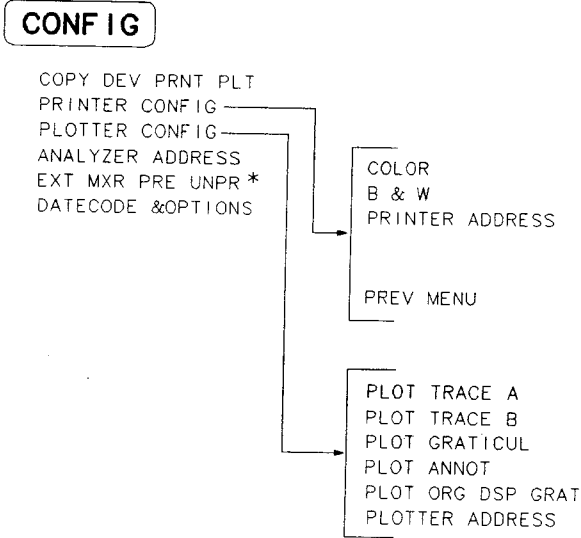 CONFIG
COPY DEV PRNT PLT
PRINTER CONFIG
PLOTTER CONFIG
ANALYZER ADDRESS
EXT MXR PRE UNPR *
DATECODE &OPTIONS
COLOR
B & W
PRINTER ADDRESS
PREV MENU
PLOT TRACE A
PLOT TRACE B
PLOT GRATICUL
PLOT ANNOT
PLOT ORG DSP GRAT
PLOTTER ADDRESS